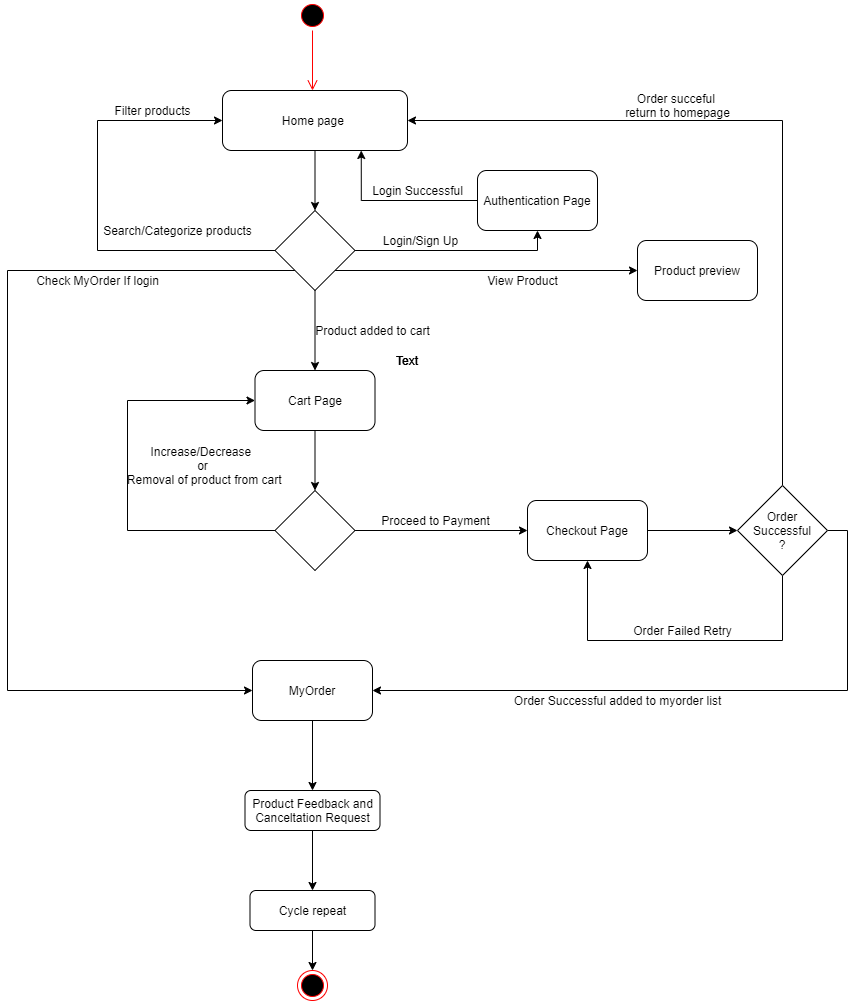 Order succeful
return to homepage
Filter products
Home page
Login Successful
Authentication Page
Search/Categorize products
Login/Sign Up
Product preview
Check MyOrder If login
View Product
Product added to cart
Text
Cart Page
Increase/Decrease
or
Removal of product from cart
Proceed to Payment
Checkout Page
Order
Successful
?
Order Failed Retry
MyOrder
Order Successful added to myorder list
Product Feedback and
Canceltation Request
Cycle repeat